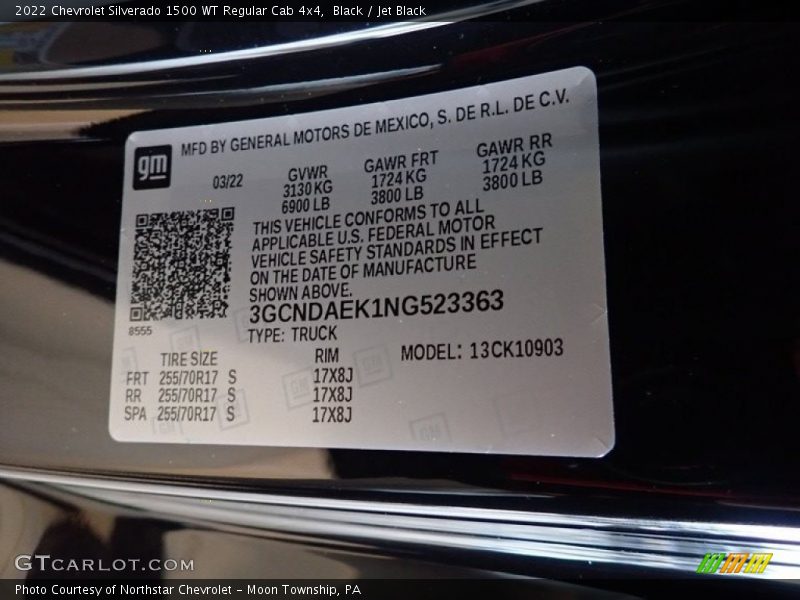 2022 Chevrolet Silverado 1500 WT Regular Cab 4x4,  Black / Jet Black
gm
MFD BY GENERAL MOTORS DE MEXICO, S. DE R.L. DE C.V.
03/22
GVWR
3130 KG
6900 LB
GAWR FRT
1724 KG
3800 LB
GAWR RR
1724 KG
3800 LB
THIS VEHICLE CONFORMS TO ALL
APPLICABLE U.S. FEDERAL MOTOR
VEHICLE SAFETY STANDARDS IN EFFECT
ON THE DATE OF MANUFACTURE
SHOWN ABOVE.
8555
3GCNDAEK1NG523363
TYPE: TRUCK
MODEL: 13CK10903
TIRE SIZE RIM
FRT 255/70R17 S 17X8J
RR 255/70R17 S 17X8J
SPA 255/70R17 S 17X8J
GTCARLOT.COM
Photo Courtesy of Northstar Chevrolet – Moon Township, PA